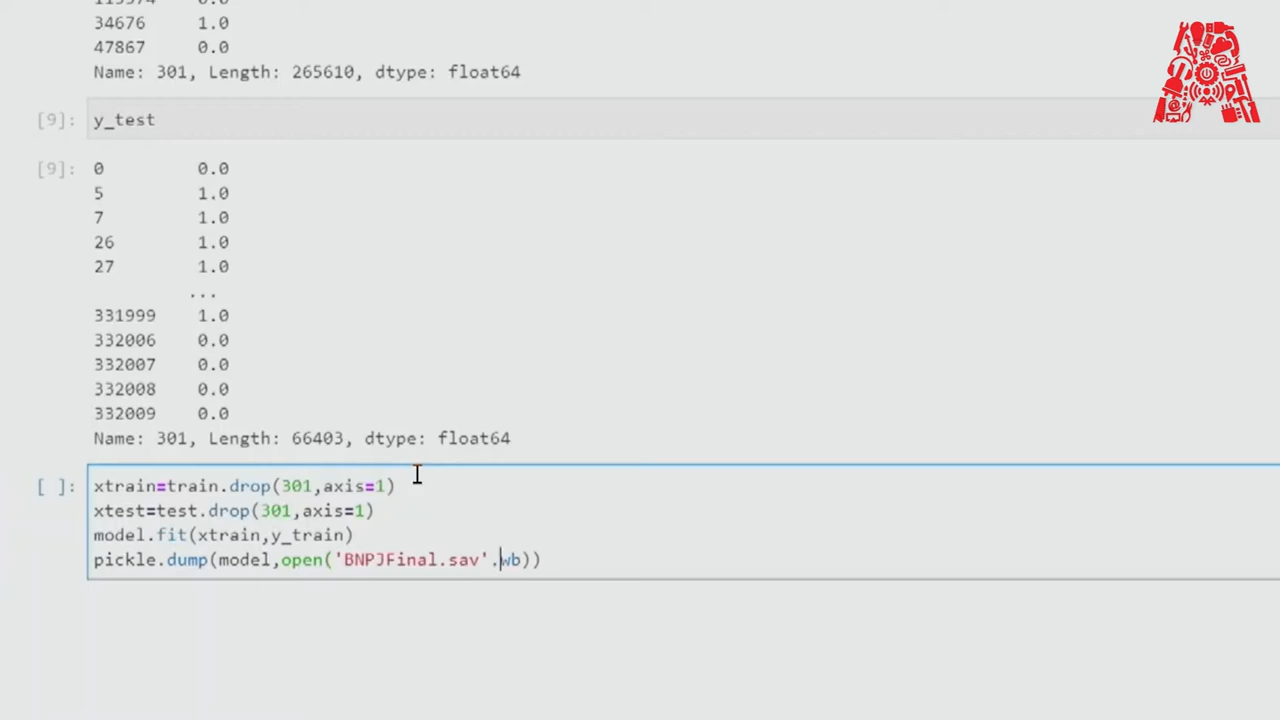 34676 1.0
47867 0.0
Name: 301, Length: 265610, dtype: float64
[9]: y_test
[9]: 0 0.0
5 1.0
7 1.0
26 1.0
27 1.0
...
331999 1.0
332006 0.0
332007 0.0
332008 0.0
332009 0.0
Name: 301, Length: 66403, dtype: float64
[ ]: xtrain=train.drop(301,axis=1)
xtest=test.drop(301,axis=1)
model.fit(xtrain,y_train)
pickle.dump(model,open('BNPJFinal.sav'.wb))